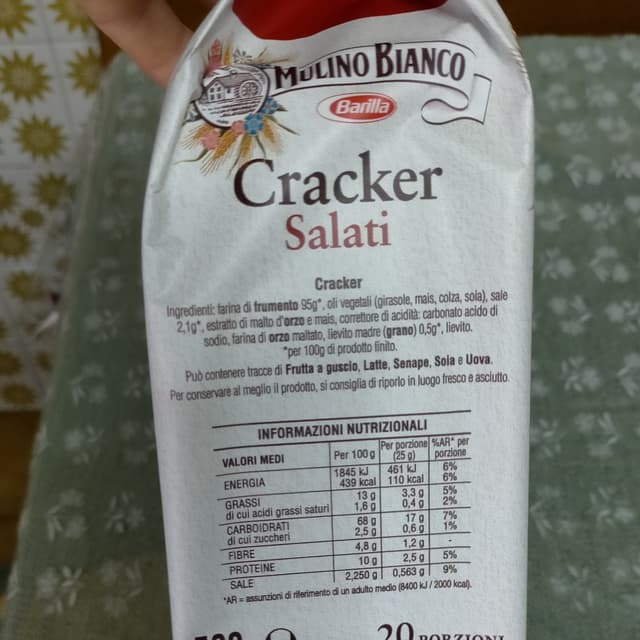 MULINO BIANCO
Barilla
Cracker
Salati
Cracker
Ingredienti: farina di frumento 95g*, oli vegetali (girasole, mais, colza, soia), sale
2,1g*, estratto di malto d'orzo e mais, correttore di acidità: carbonato acido di
sodio, farina di orzo maltato, lievito madre (grano) 0,5g*, lievito.
*per 100g di prodotto finito.
Può contenere tracce di Frutta a guscio, Latte, Senape, Soia e Uova.
Per conservare al meglio il prodotto, si consiglia di riporlo in luogo fresco e asciutto.
INFORMAZIONI NUTRIZIONALI
VALORI MEDI Per 100 g Per porzione (25 g) %AR* per porzione
ENERGIA 1845 kJ 461 kJ 6%
439 kcal 110 kcal 6%
GRASSI 13 g 3,3 g 5%
di cui acidi grassi saturi 1,6 g 0,4 g 2%
CARBOIDRATI 68 g 17 g 7%
di cui zuccheri 2,5 g 0,6 g 1%
FIBRE 4,8 g 1,2 g -
PROTEINE 10 g 2,5 g 5%
SALE 2,250 g 0,563 g 9%
*AR = assunzioni di riferimento di un adulto medio (8400 kJ / 2000 kcal).
20 PORZIONI